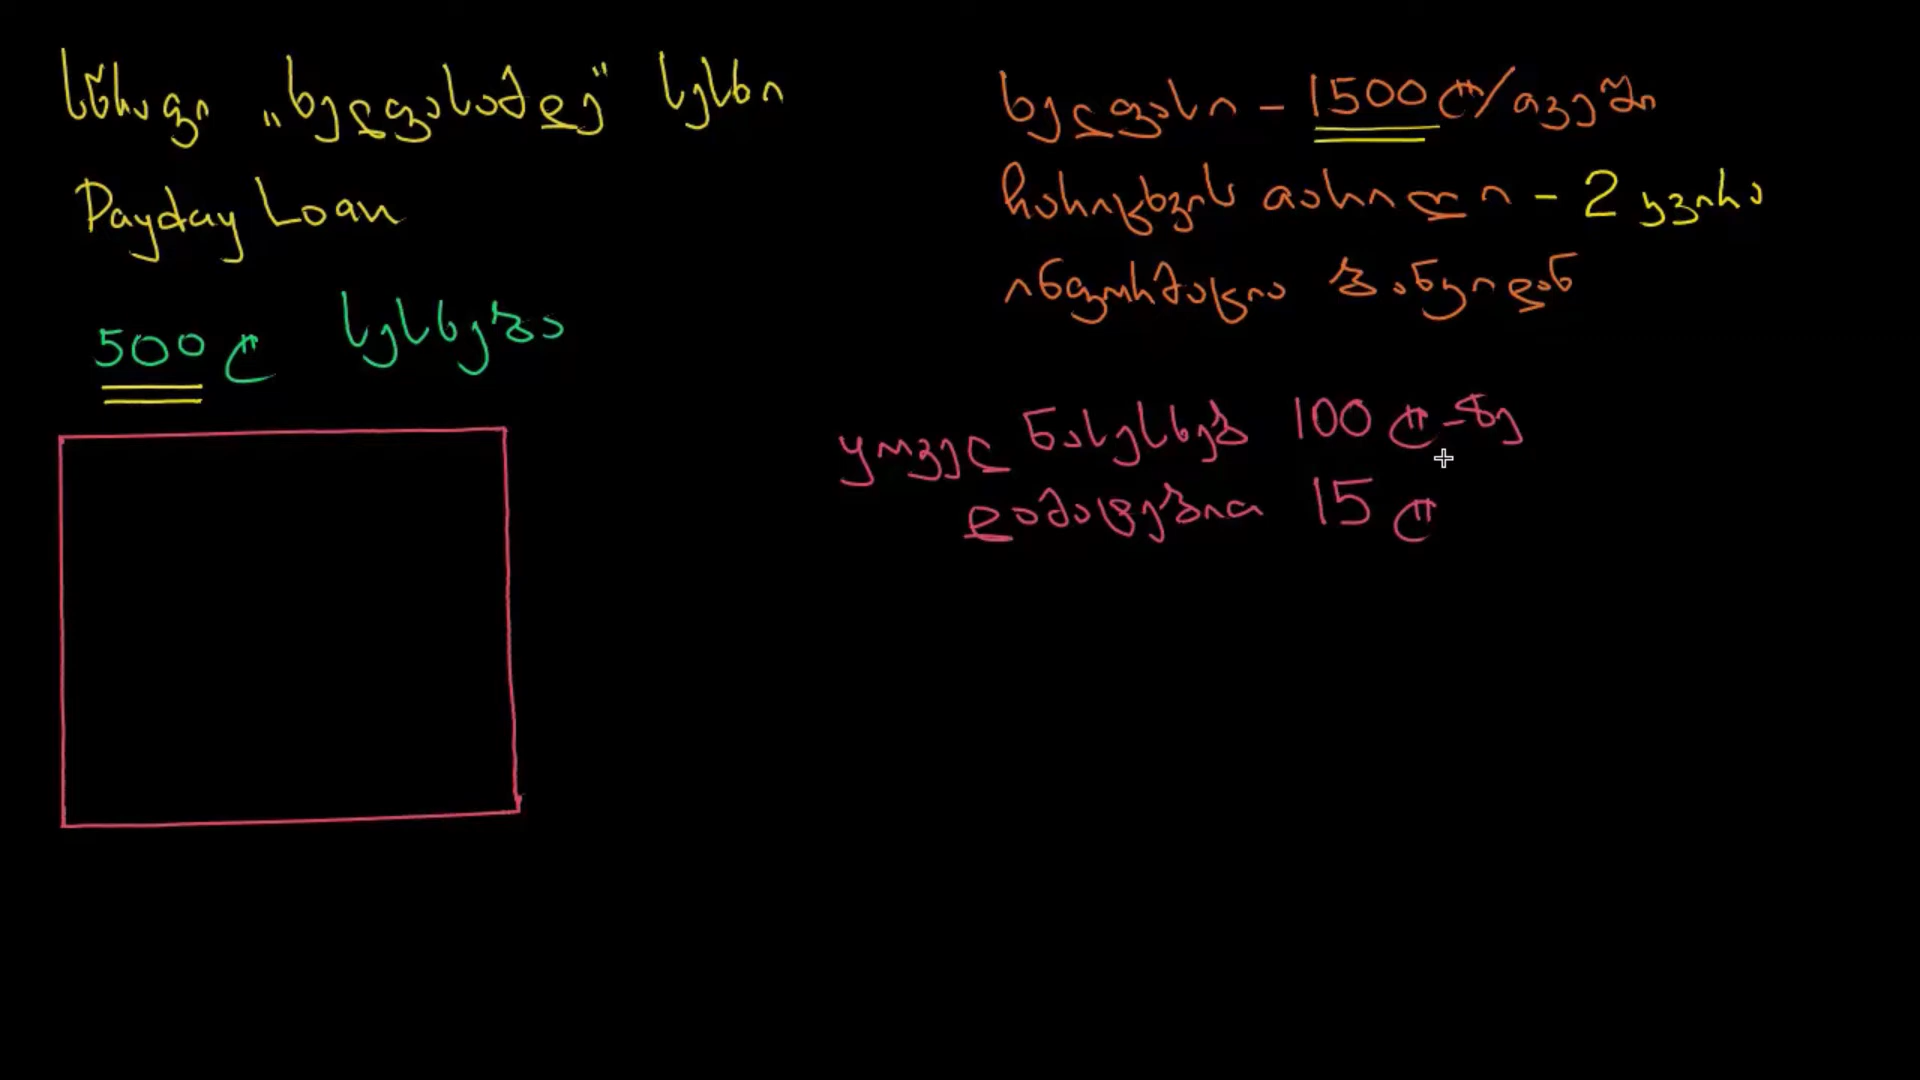 სწრაფი „ხელფასამდე" სესხი
Payday Loan
500 ₾ სესხება
ხელფასი - 1500 ₾/თვეში
ჩარიცხვის თარიღი - 2 კვირა
ინფორმაცია ბანკიდან
ყოველ ნასესხებ 100 ₾-ზე
დამატებით 15 ₾